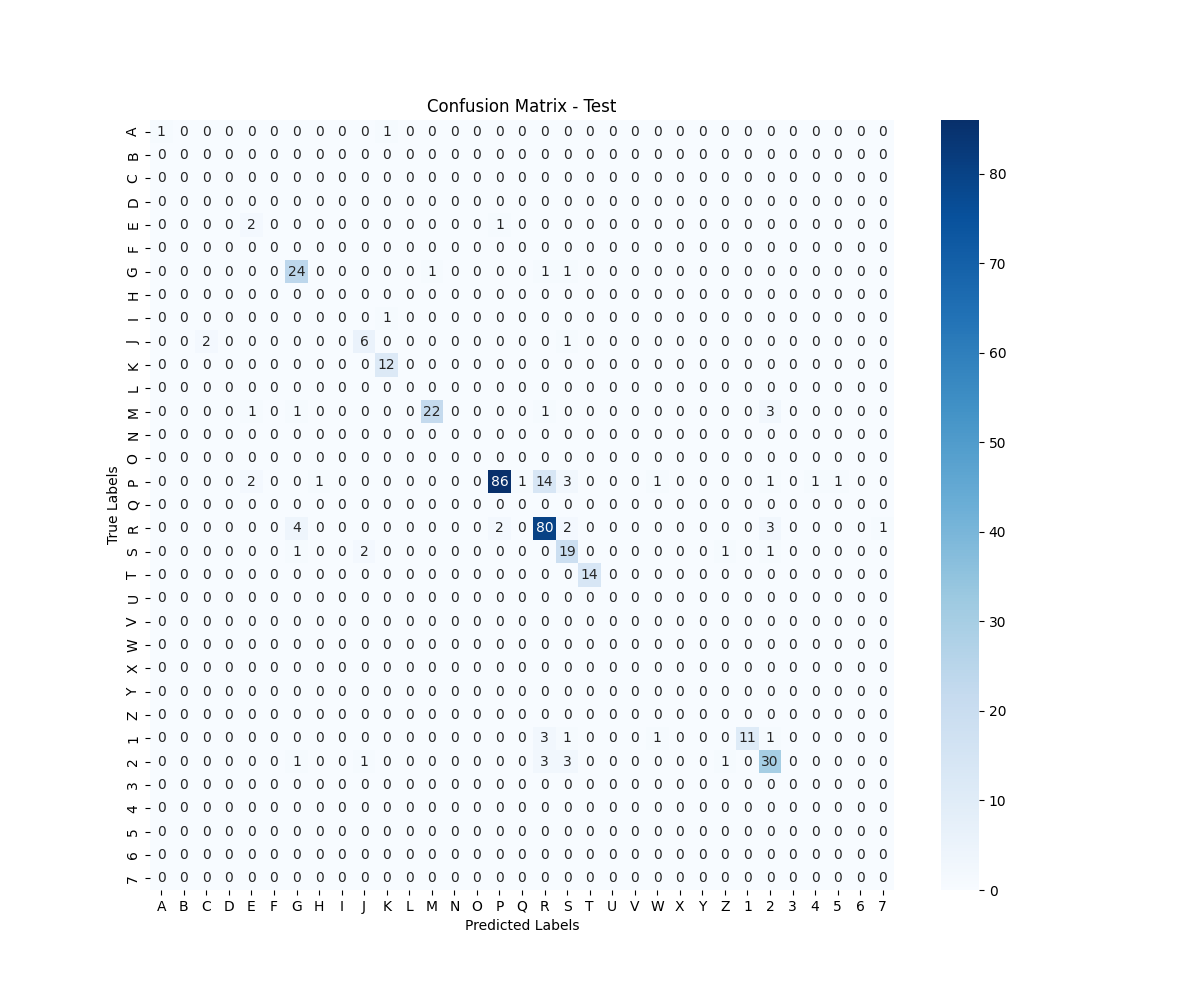 Confusion Matrix - Test
A 1 0 0 0 0 0 0 0 0 0 1 0 0 0 0 0 0 0 0 0 0 0 0 0 0 0 0 0 0 0 0 0 0
B 0 0 0 0 0 0 0 0 0 0 0 0 0 0 0 0 0 0 0 0 0 0 0 0 0 0 0 0 0 0 0 0 0
C 0 0 0 0 0 0 0 0 0 0 0 0 0 0 0 0 0 0 0 0 0 0 0 0 0 0 0 0 0 0 0 0 0
D 0 0 0 0 0 0 0 0 0 0 0 0 0 0 0 0 0 0 0 0 0 0 0 0 0 0 0 0 0 0 0 0 0
E 0 0 0 0 2 0 0 0 0 0 0 0 0 0 0 1 0 0 0 0 0 0 0 0 0 0 0 0 0 0 0 0 0
F 0 0 0 0 0 0 0 0 0 0 0 0 0 0 0 0 0 0 0 0 0 0 0 0 0 0 0 0 0 0 0 0 0
G 0 0 0 0 0 0 24 0 0 0 0 0 1 0 0 0 0 1 1 0 0 0 0 0 0 0 0 0 0 0 0 0 0
H 0 0 0 0 0 0 0 0 0 0 0 0 0 0 0 0 0 0 0 0 0 0 0 0 0 0 0 0 0 0 0 0 0
I 0 0 0 0 0 0 0 0 0 0 1 0 0 0 0 0 0 0 0 0 0 0 0 0 0 0 0 0 0 0 0 0 0
J 0 0 2 0 0 0 0 0 0 6 0 0 0 0 0 0 0 0 1 0 0 0 0 0 0 0 0 0 0 0 0 0 0
K 0 0 0 0 0 0 0 0 0 0 12 0 0 0 0 0 0 0 0 0 0 0 0 0 0 0 0 0 0 0 0 0 0
L 0 0 0 0 0 0 0 0 0 0 0 0 0 0 0 0 0 0 0 0 0 0 0 0 0 0 0 0 0 0 0 0 0
M 0 0 0 0 1 0 1 0 0 0 0 0 22 0 0 0 0 1 0 0 0 0 0 0 0 0 0 3 0 0 0 0 0
N 0 0 0 0 0 0 0 0 0 0 0 0 0 0 0 0 0 0 0 0 0 0 0 0 0 0 0 0 0 0 0 0 0
O 0 0 0 0 0 0 0 0 0 0 0 0 0 0 0 0 0 0 0 0 0 0 0 0 0 0 0 0 0 0 0 0 0
P 0 0 0 0 2 0 0 1 0 0 0 0 0 0 0 86 1 14 3 0 0 0 1 0 0 0 0 1 0 1 1 0 0
Q 0 0 0 0 0 0 0 0 0 0 0 0 0 0 0 0 0 0 0 0 0 0 0 0 0 0 0 0 0 0 0 0 0
R 0 0 0 0 0 0 4 0 0 0 0 0 0 0 0 2 0 80 2 0 0 0 0 0 0 0 0 3 0 0 0 0 1
S 0 0 0 0 0 0 1 0 0 2 0 0 0 0 0 0 0 0 19 0 0 0 0 0 0 1 0 1 0 0 0 0 0
T 0 0 0 0 0 0 0 0 0 0 0 0 0 0 0 0 0 0 0 14 0 0 0 0 0 0 0 0 0 0 0 0 0
U 0 0 0 0 0 0 0 0 0 0 0 0 0 0 0 0 0 0 0 0 0 0 0 0 0 0 0 0 0 0 0 0 0
V 0 0 0 0 0 0 0 0 0 0 0 0 0 0 0 0 0 0 0 0 0 0 0 0 0 0 0 0 0 0 0 0 0
W 0 0 0 0 0 0 0 0 0 0 0 0 0 0 0 0 0 0 0 0 0 0 0 0 0 0 0 0 0 0 0 0 0
X 0 0 0 0 0 0 0 0 0 0 0 0 0 0 0 0 0 0 0 0 0 0 0 0 0 0 0 0 0 0 0 0 0
Y 0 0 0 0 0 0 0 0 0 0 0 0 0 0 0 0 0 0 0 0 0 0 0 0 0 0 0 0 0 0 0 0 0
Z 0 0 0 0 0 0 0 0 0 0 0 0 0 0 0 0 0 0 0 0 0 0 0 0 0 0 0 0 0 0 0 0 0
1 0 0 0 0 0 0 0 0 0 0 0 0 0 0 0 0 0 3 1 0 0 0 1 0 0 0 11 1 0 0 0 0 0
2 0 0 0 0 0 0 1 0 0 1 0 0 0 0 0 0 0 3 3 0 0 0 0 0 0 1 0 30 0 0 0 0 0
3 0 0 0 0 0 0 0 0 0 0 0 0 0 0 0 0 0 0 0 0 0 0 0 0 0 0 0 0 0 0 0 0 0
4 0 0 0 0 0 0 0 0 0 0 0 0 0 0 0 0 0 0 0 0 0 0 0 0 0 0 0 0 0 0 0 0 0
5 0 0 0 0 0 0 0 0 0 0 0 0 0 0 0 0 0 0 0 0 0 0 0 0 0 0 0 0 0 0 0 0 0
6 0 0 0 0 0 0 0 0 0 0 0 0 0 0 0 0 0 0 0 0 0 0 0 0 0 0 0 0 0 0 0 0 0
7 0 0 0 0 0 0 0 0 0 0 0 0 0 0 0 0 0 0 0 0 0 0 0 0 0 0 0 0 0 0 0 0 0
A B C D E F G H I J K L M N O P Q R S T U V W X Y Z 1 2 3 4 5 6 7
Predicted Labels
True Labels
80
70
60
50
40
30
20
10
0